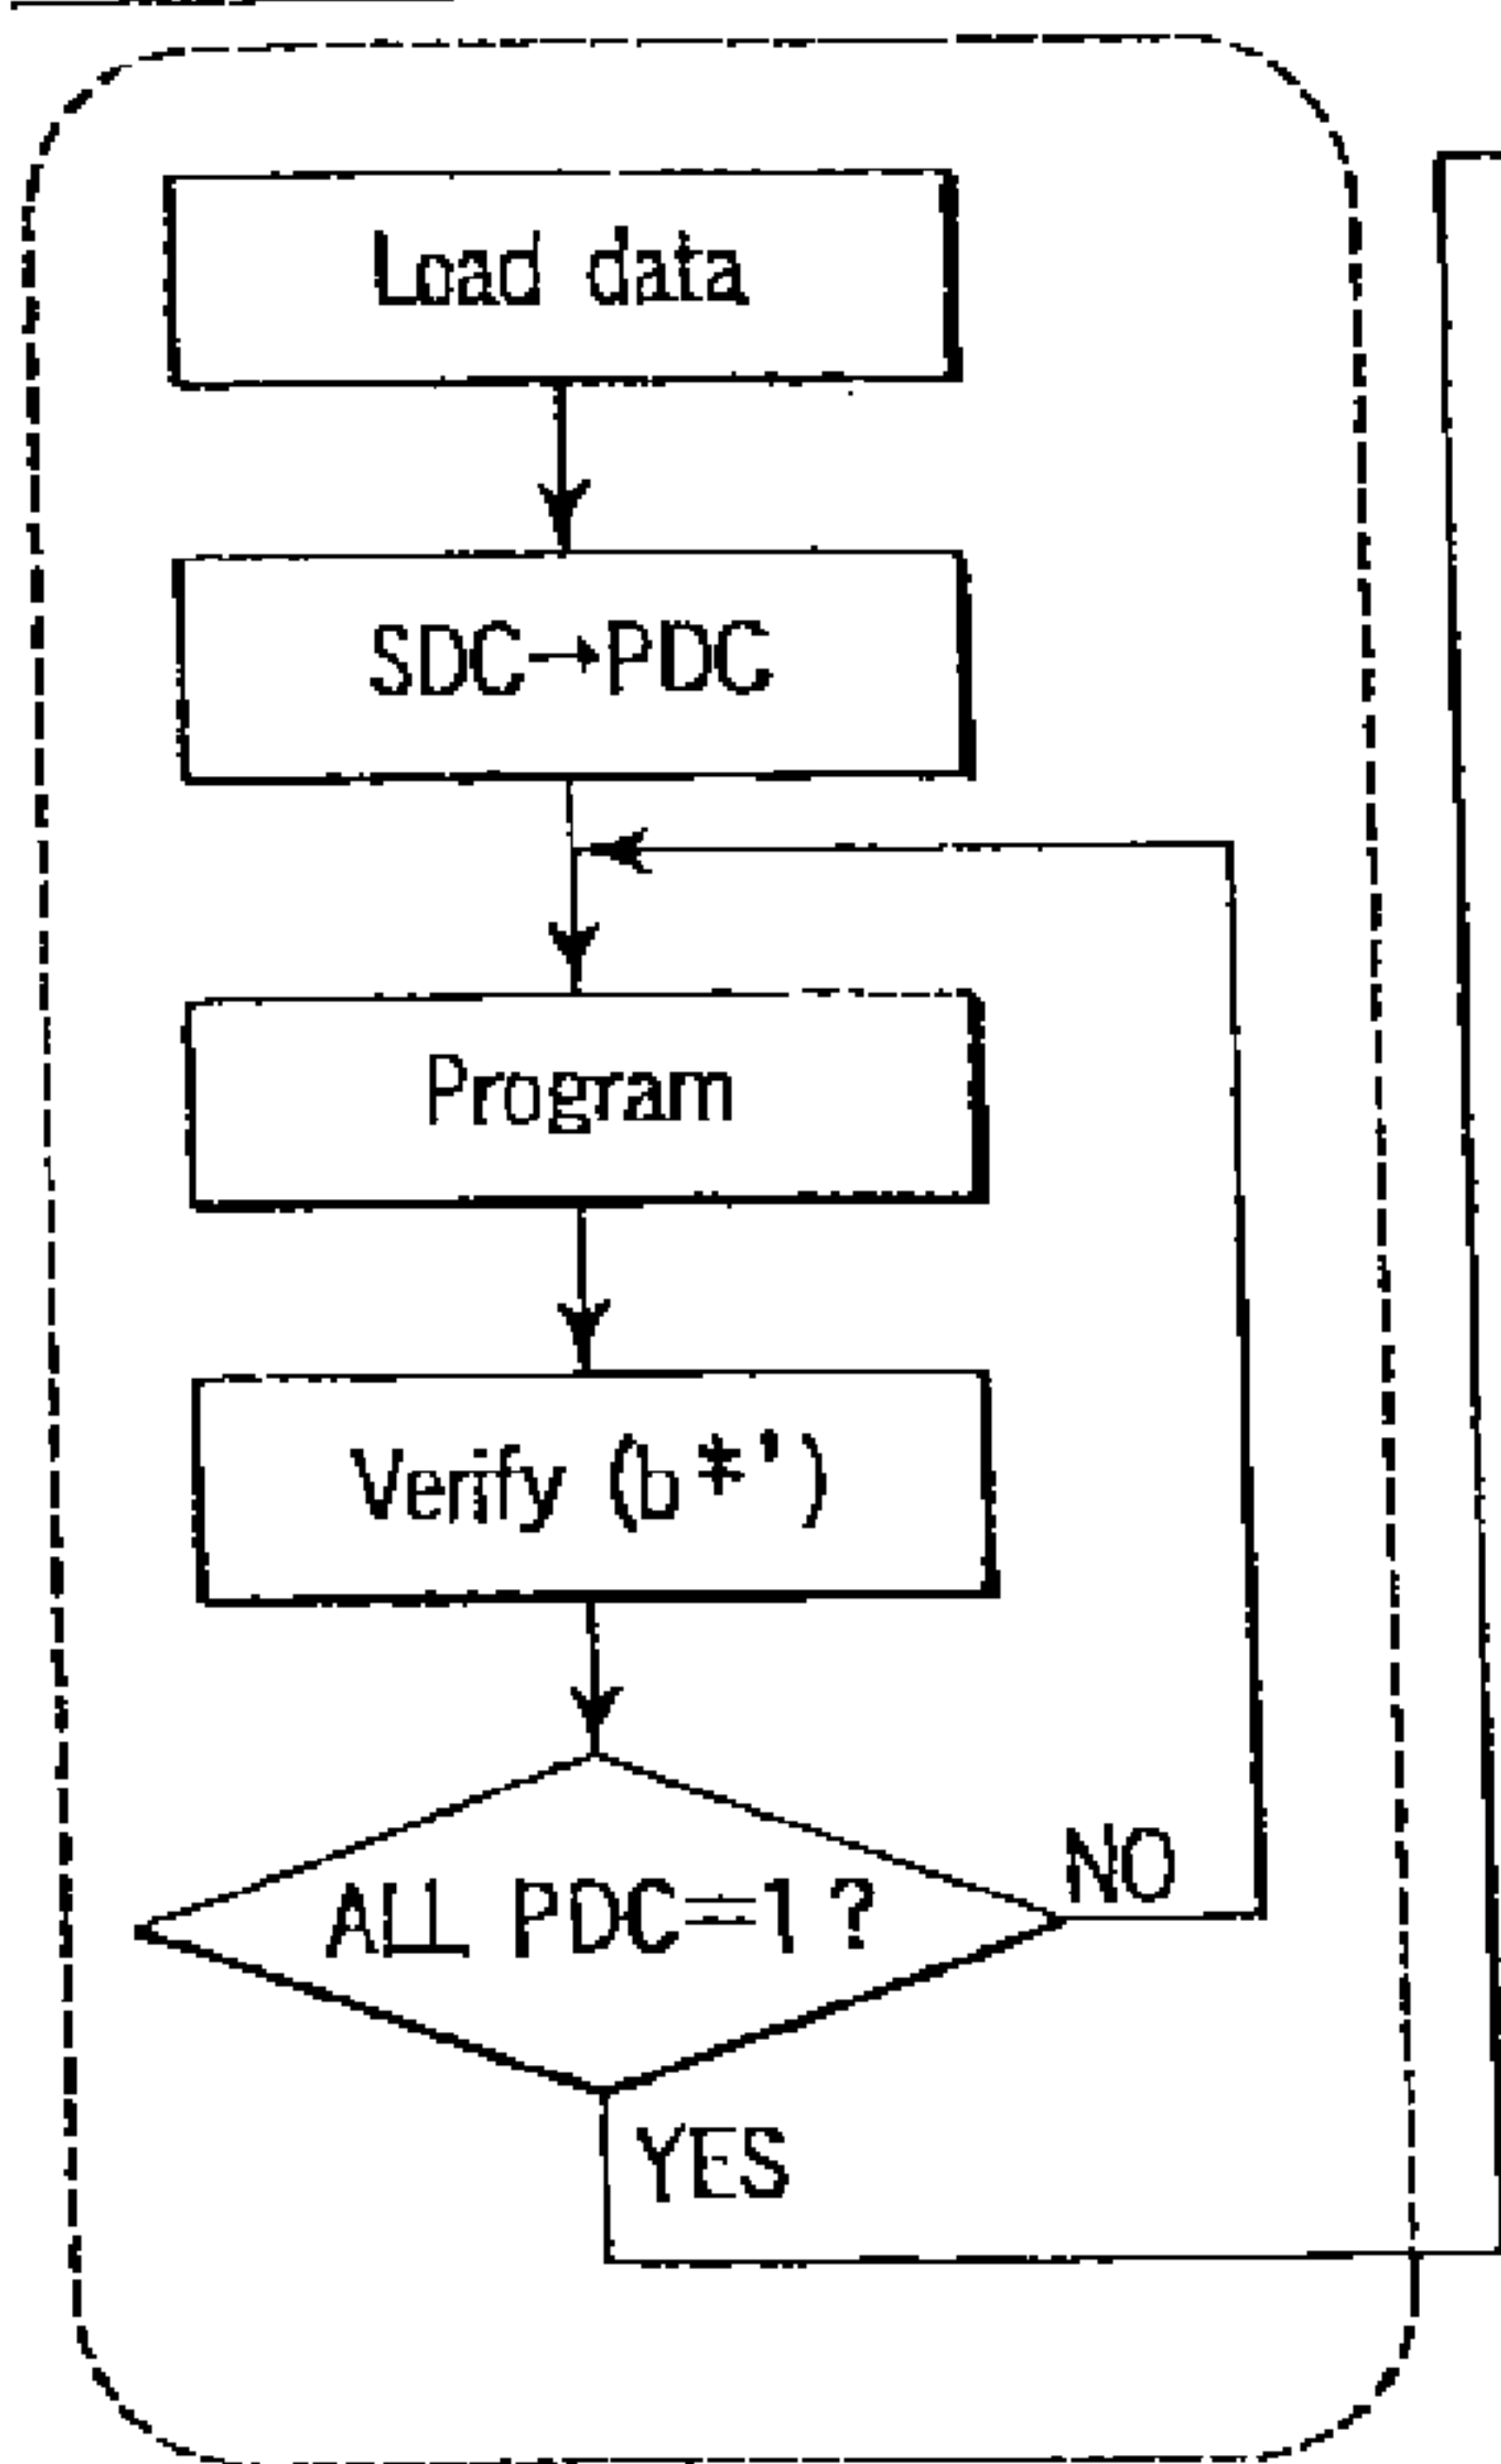 Load data
SDC→PDC
Program
Verify (b*')
All PDC=1?
NO
YES